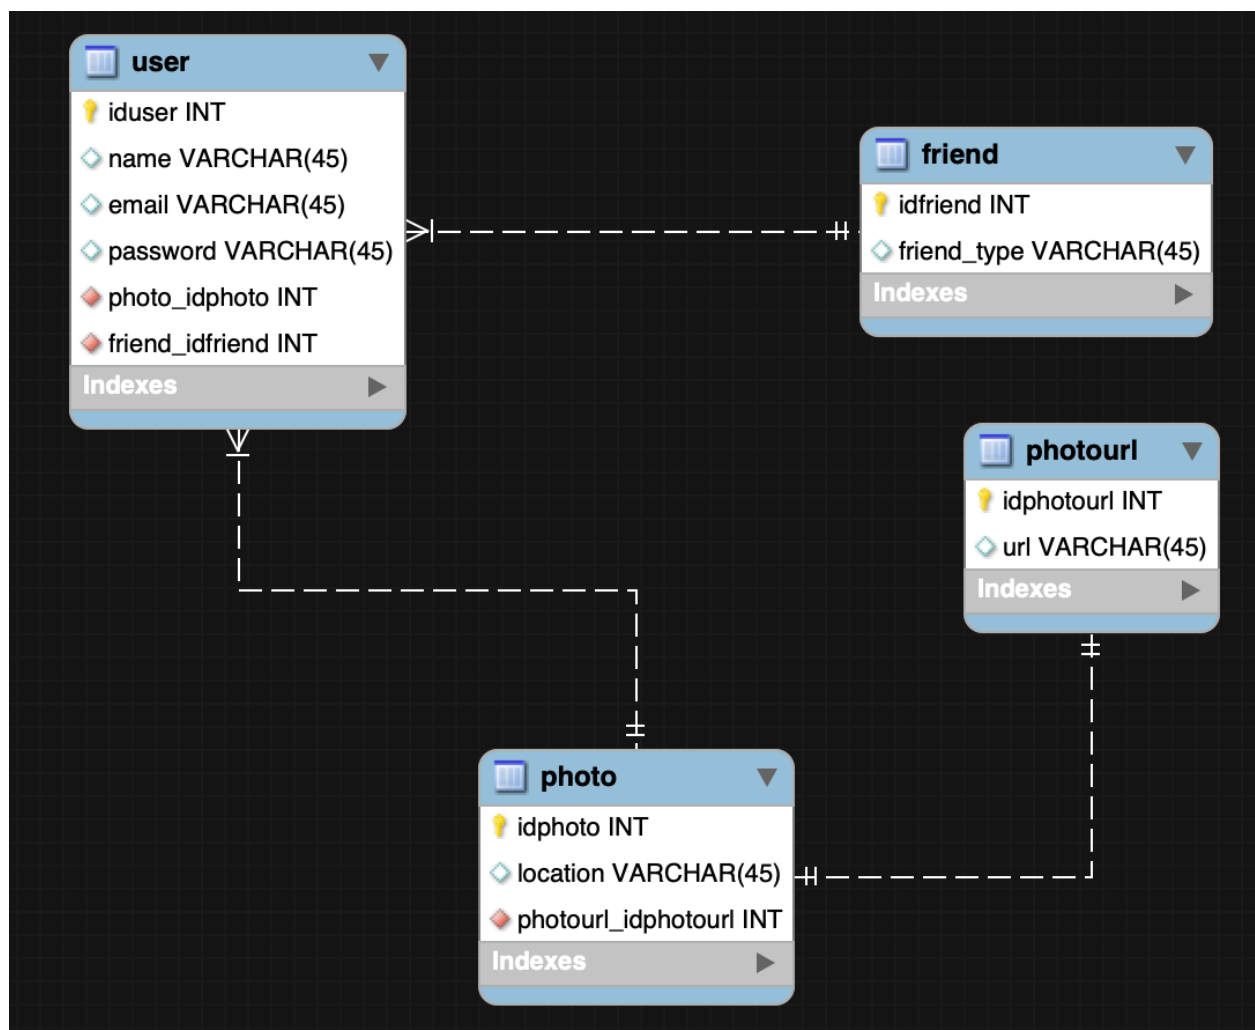 user
iduser INT
name VARCHAR(45)
email VARCHAR(45)
password VARCHAR(45)
photo_idphoto INT
friend_idfriend INT
Indexes
friend
idfriend INT
friend_type VARCHAR(45)
Indexes
photourl
idphotourl INT
url VARCHAR(45)
Indexes
photo
idphoto INT
location VARCHAR(45)
photourl_idphotourl INT
Indexes